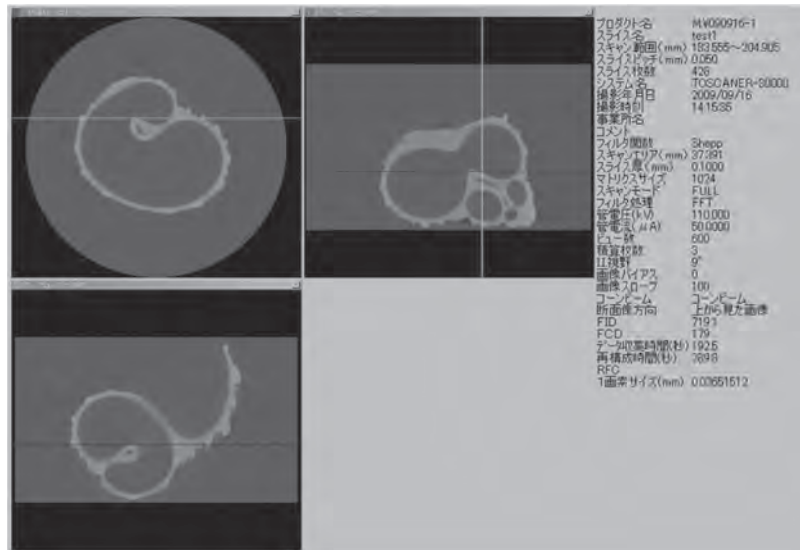 プロダクト名 MV090916-1
スライス名 test1
スキャン範囲(mm) 183.555~204.905
スライスピッチ(mm) 0.050
スライス枚数 428
システム名 TOSCANER-30000
撮影年月日 2009/09/16
撮影時刻 14:15:35
事業所名
コメント
フィルタ関数 Shepp
スキャンエリア(mm) 37.391
スライス厚(mm) 0.1000
マトリクスサイズ 1024
スキャンモード FULL
フィルタ処理 FFT
管電圧(kV) 110.000
管電流(μA) 50.0000
ビュー数 600
積算枚数 3
I.I.視野 9"
画像バイアス 0
画像スロープ 100
コーンビーム コーンビーム
断面像方向 上から見た画像
FID 719.1
FCD 179
データ収集時間(秒) 192.5
再構成時間(秒) 389.8
RFC
1画素サイズ(mm) 0.03651512